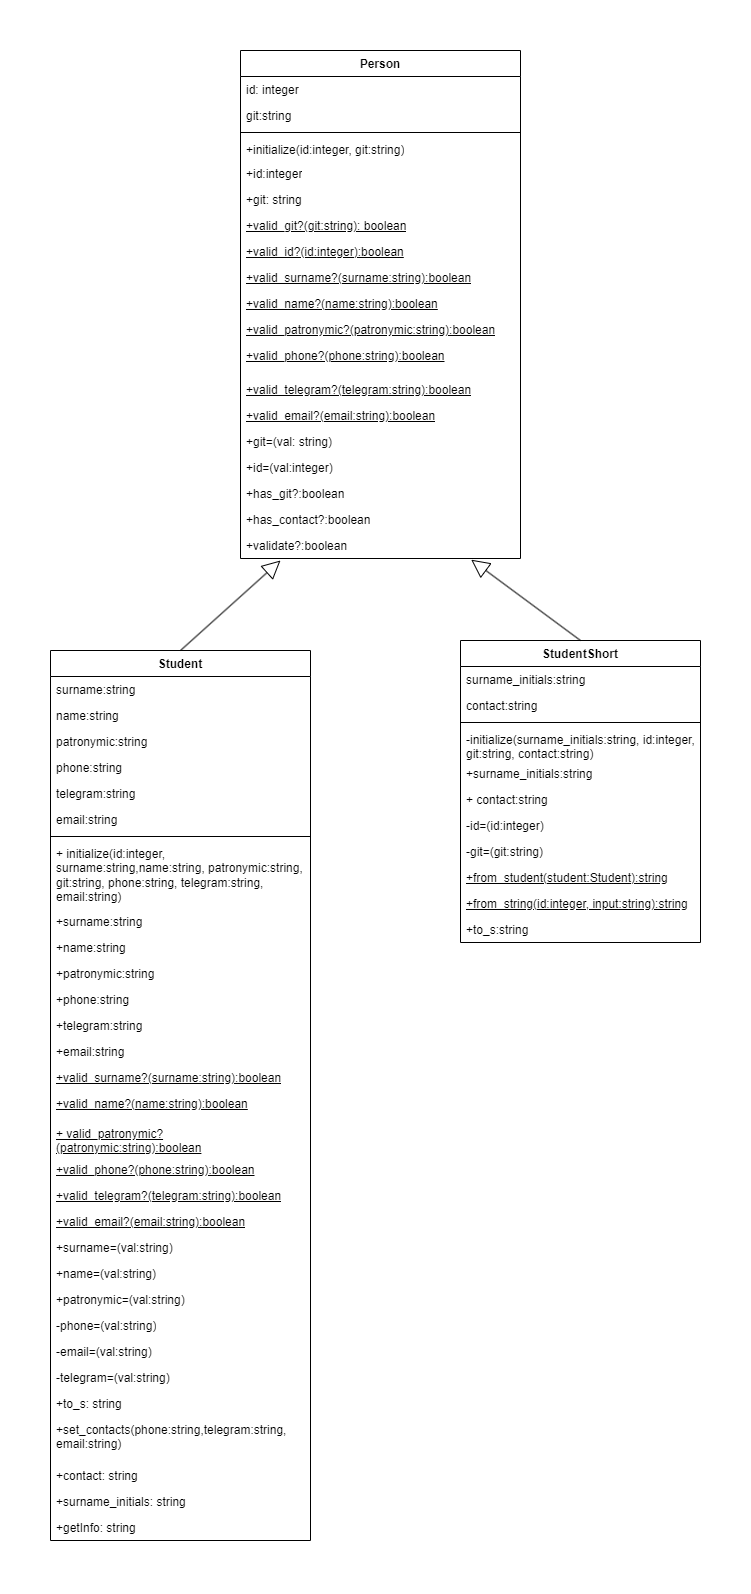 Person
id: integer
git:string
+initialize(id:integer, git:string)
+id:integer
+git: string
+valid_git?(git:string): boolean
+valid_id?(id:integer):boolean
+valid_surname?(surname:string):boolean
+valid_name?(name:string):boolean
+valid_patronymic?(patronymic:string):boolean
+valid_phone?(phone:string):boolean
+valid_telegram?(telegram:string):boolean
+valid_email?(email:string):boolean
+git=(val: string)
+id=(val:integer)
+has_git?:boolean
+has_contact?:boolean
+validate?:boolean
Student
surname:string
name:string
patronymic:string
phone:string
telegram:string
email:string
+ initialize(id:integer,
surname:string,name:string, patronymic:string,
git:string, phone:string, telegram:string,
email:string)
+surname:string
+name:string
+patronymic:string
+phone:string
+telegram:string
+email:string
+valid_surname?(surname:string):boolean
+valid_name?(name:string):boolean
+ valid_patronymic?
(patronymic:string):boolean
+valid_phone?(phone:string):boolean
+valid_telegram?(telegram:string):boolean
+valid_email?(email:string):boolean
+surname=(val:string)
+name=(val:string)
+patronymic=(val:string)
-phone=(val:string)
-email=(val:string)
-telegram=(val:string)
+to_s: string
+set_contacts(phone:string,telegram:string,
email:string)
+contact: string
+surname_initials: string
+getInfo: string
StudentShort
surname_initials:string
contact:string
-initialize(surname_initials:string, id:integer,
git:string, contact:string)
+surname_initials:string
+ contact:string
-id=(id:integer)
-git=(git:string)
+from_student(student:Student):string
+from_string(id:integer, input:string):string
+to_s:string